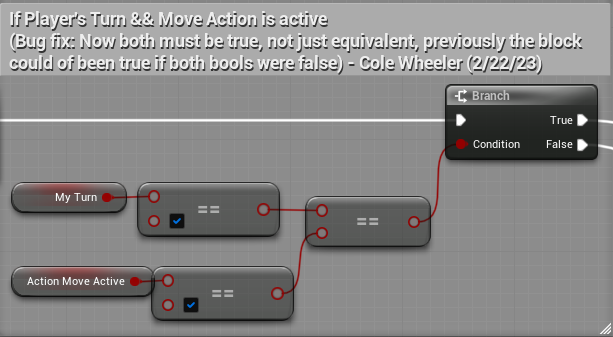 If Player's Turn && Move Action is active
(Bug fix: Now both must be true, not just equivalent, previously the block
could of been true if both bools were false) - Cole Wheeler (2/22/23)
Branch
True
Condition
False
My Turn
==
==
Action Move Active
==